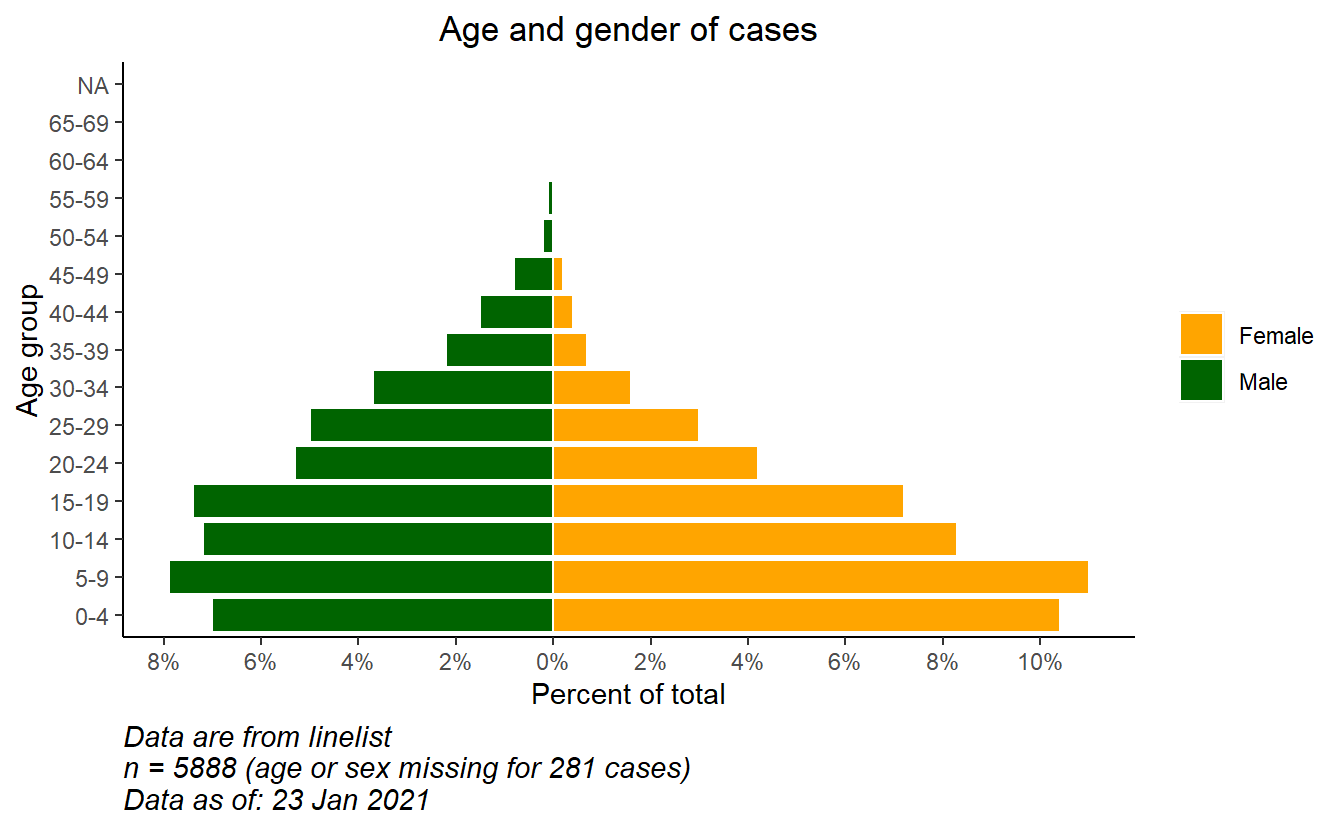 Age and gender of cases
Age group
NA
65-69
60-64
55-59
50-54
45-49
40-44
35-39
30-34
25-29
20-24
15-19
10-14
5-9
0-4
8% 6% 4% 2% 0% 2% 4% 6% 8% 10%
Percent of total
Female
Male
Data are from linelist
n = 5888 (age or sex missing for 281 cases)
Data as of: 23 Jan 2021